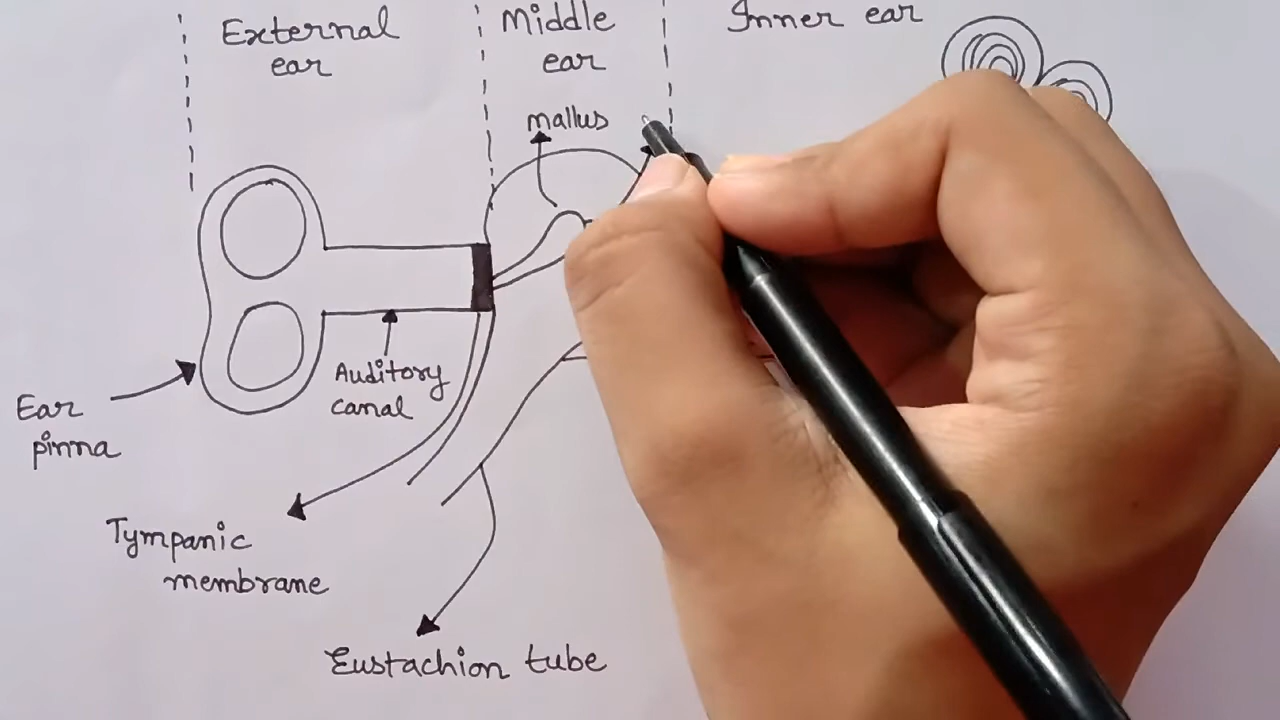 External
ear
Middle
ear
Inner ear
mallus
Auditory
canal
Ear
pinna
Tympanic
membrane
Eustachion tube